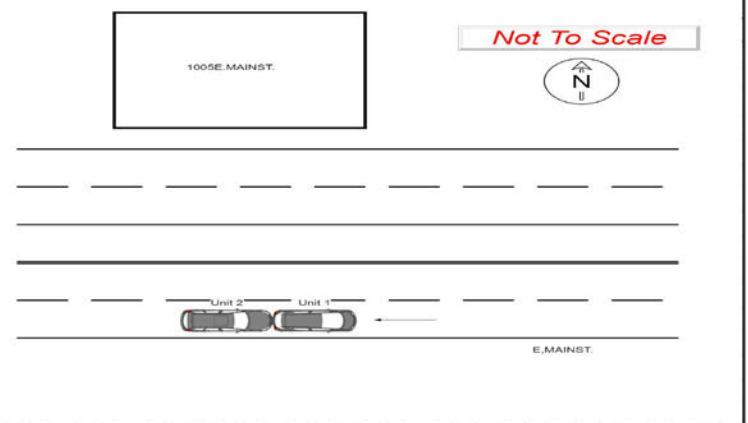 Not To Scale
1005E.MAINST.
N
Unit 2 Unit 1
E,MAINST.